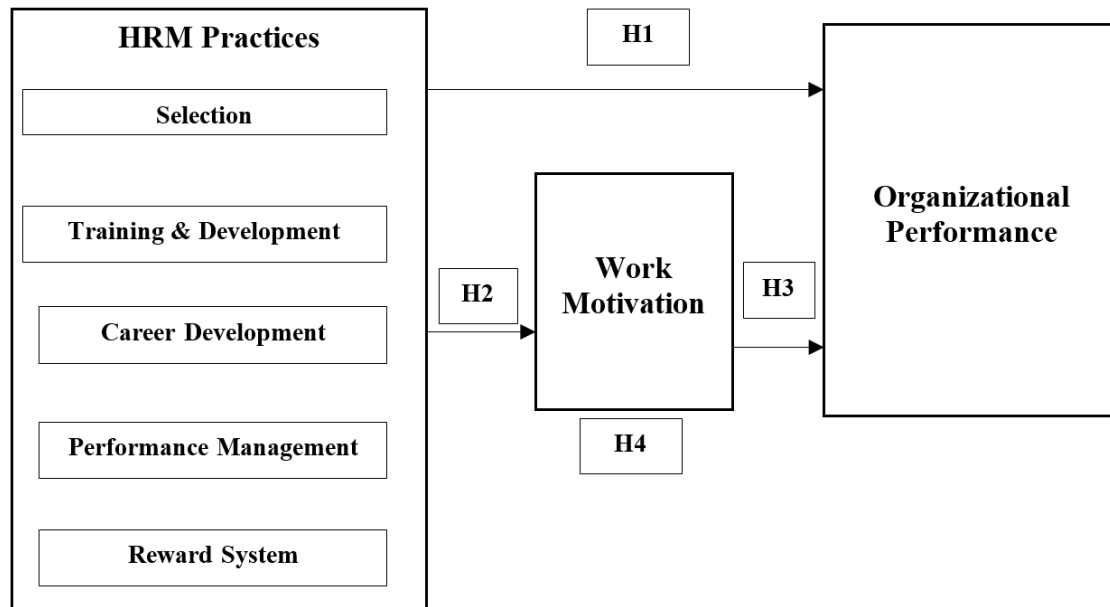 HRM Practices
H1
Selection
Training & Development
Career Development
Performance Management
Reward System
H2
Work
Motivation
H3
H4
Organizational
Performance